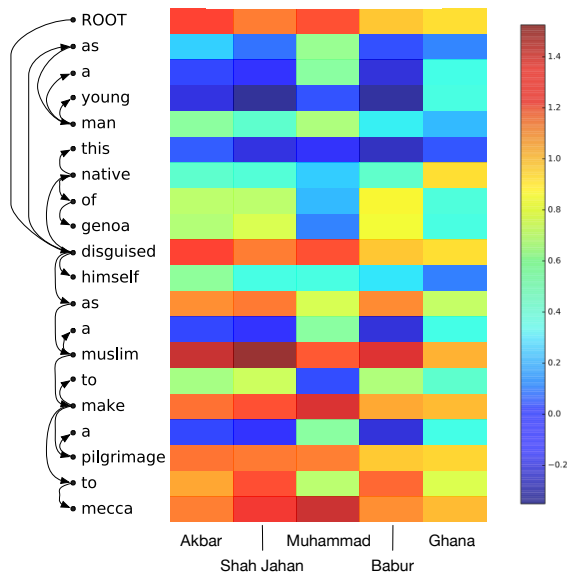 ROOT
as
a
young
man
this
native
of
genoa
disguised
himself
as
a
muslim
to
make
a
pilgrimage
to
mecca
1.4
1.2
1.0
0.8
0.6
0.4
0.2
0.0
−0.2
Akbar Muhammad Ghana
Shah Jahan Babur